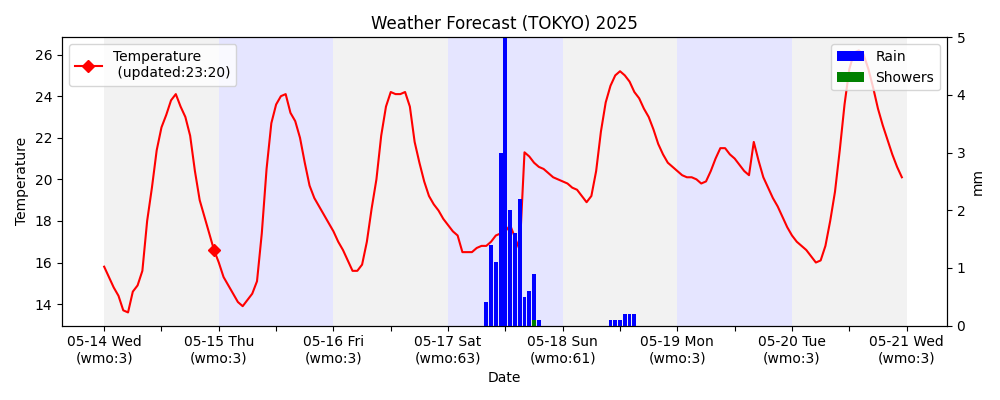 Weather Forecast (TOKYO) 2025
Temperature
(updated:23:20)
Rain
Showers
Temperature
26
24
22
20
18
16
14
5
4
3
2
1
0
mm
05-14 Wed
(wmo:3)
05-15 Thu
(wmo:3)
05-16 Fri
(wmo:3)
05-17 Sat
(wmo:63)
05-18 Sun
(wmo:61)
05-19 Mon
(wmo:3)
05-20 Tue
(wmo:3)
05-21 Wed
(wmo:3)
Date